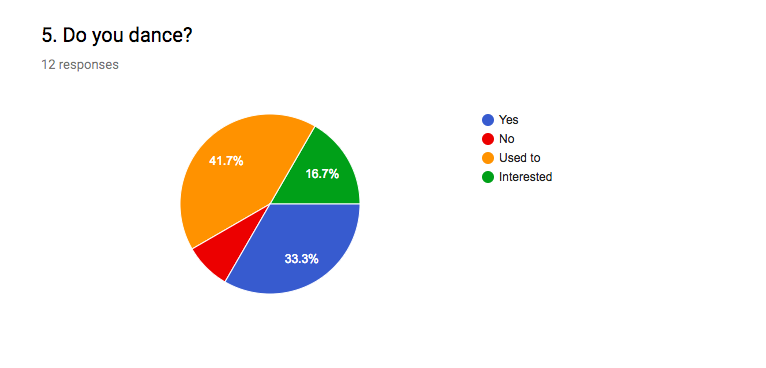 5. Do you dance?
12 responses
Yes
No
Used to
Interested
41.7%
16.7%
33.3%